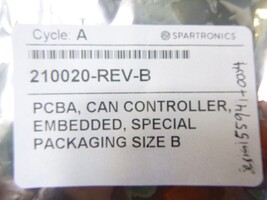 Cycle: A
SPARTRONICS
210020-REV-B
PCBA, CAN CONTROLLER,
EMBEDDED, SPECIAL
PACKAGING SIZE B